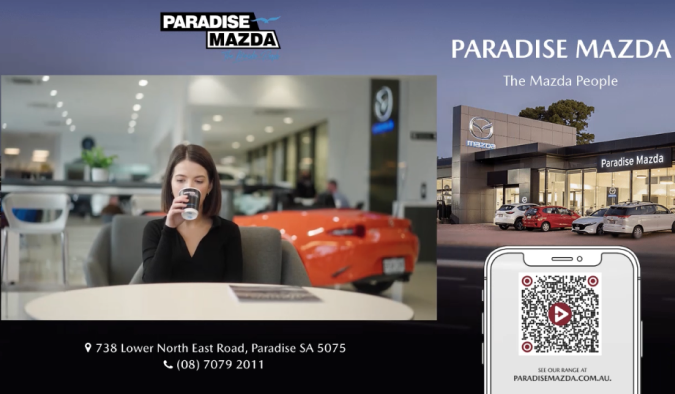 PARADISE
MAZDA
PARADISE MAZDA
The Mazda People
mazda
Paradise Mazda
738 Lower North East Road, Paradise SA 5075
(08) 7079 2011
SEE OUR RANGE AT
PARADISEMAZDA.COM.AU.